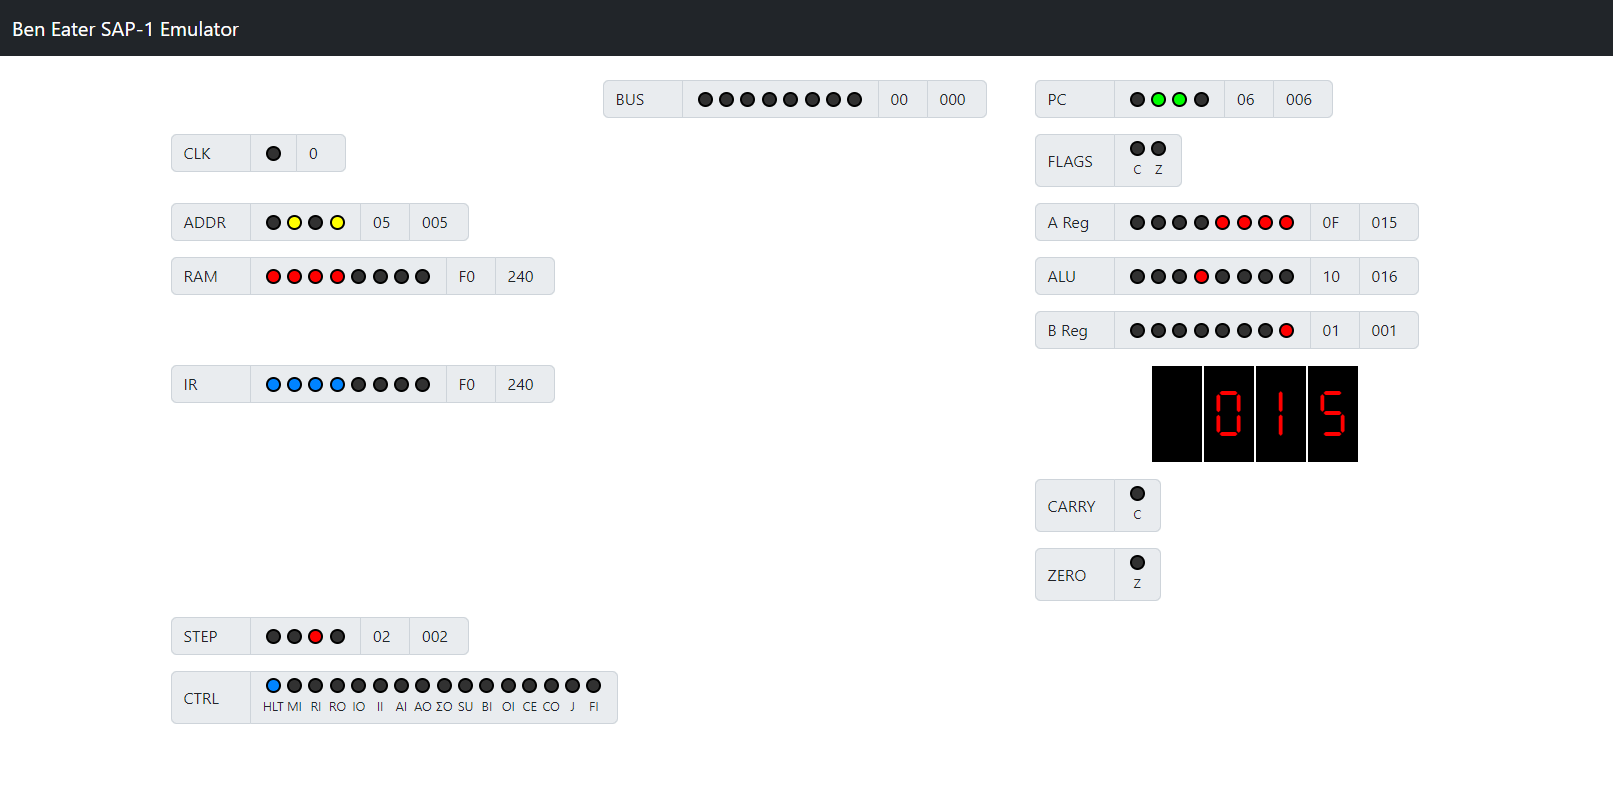 Ben Eater SAP-1 Emulator
BUS 00 000
PC 06 006
CLK 0
FLAGS
C Z
ADDR 05 005
A Reg 0F 015
RAM F0 240
ALU 10 016
B Reg 01 001
IR F0 240
015
CARRY
C
ZERO
Z
STEP 02 002
CTRL
HLT MI RI RO IO II AI AO ΣO SU BI OI CE CO J FI